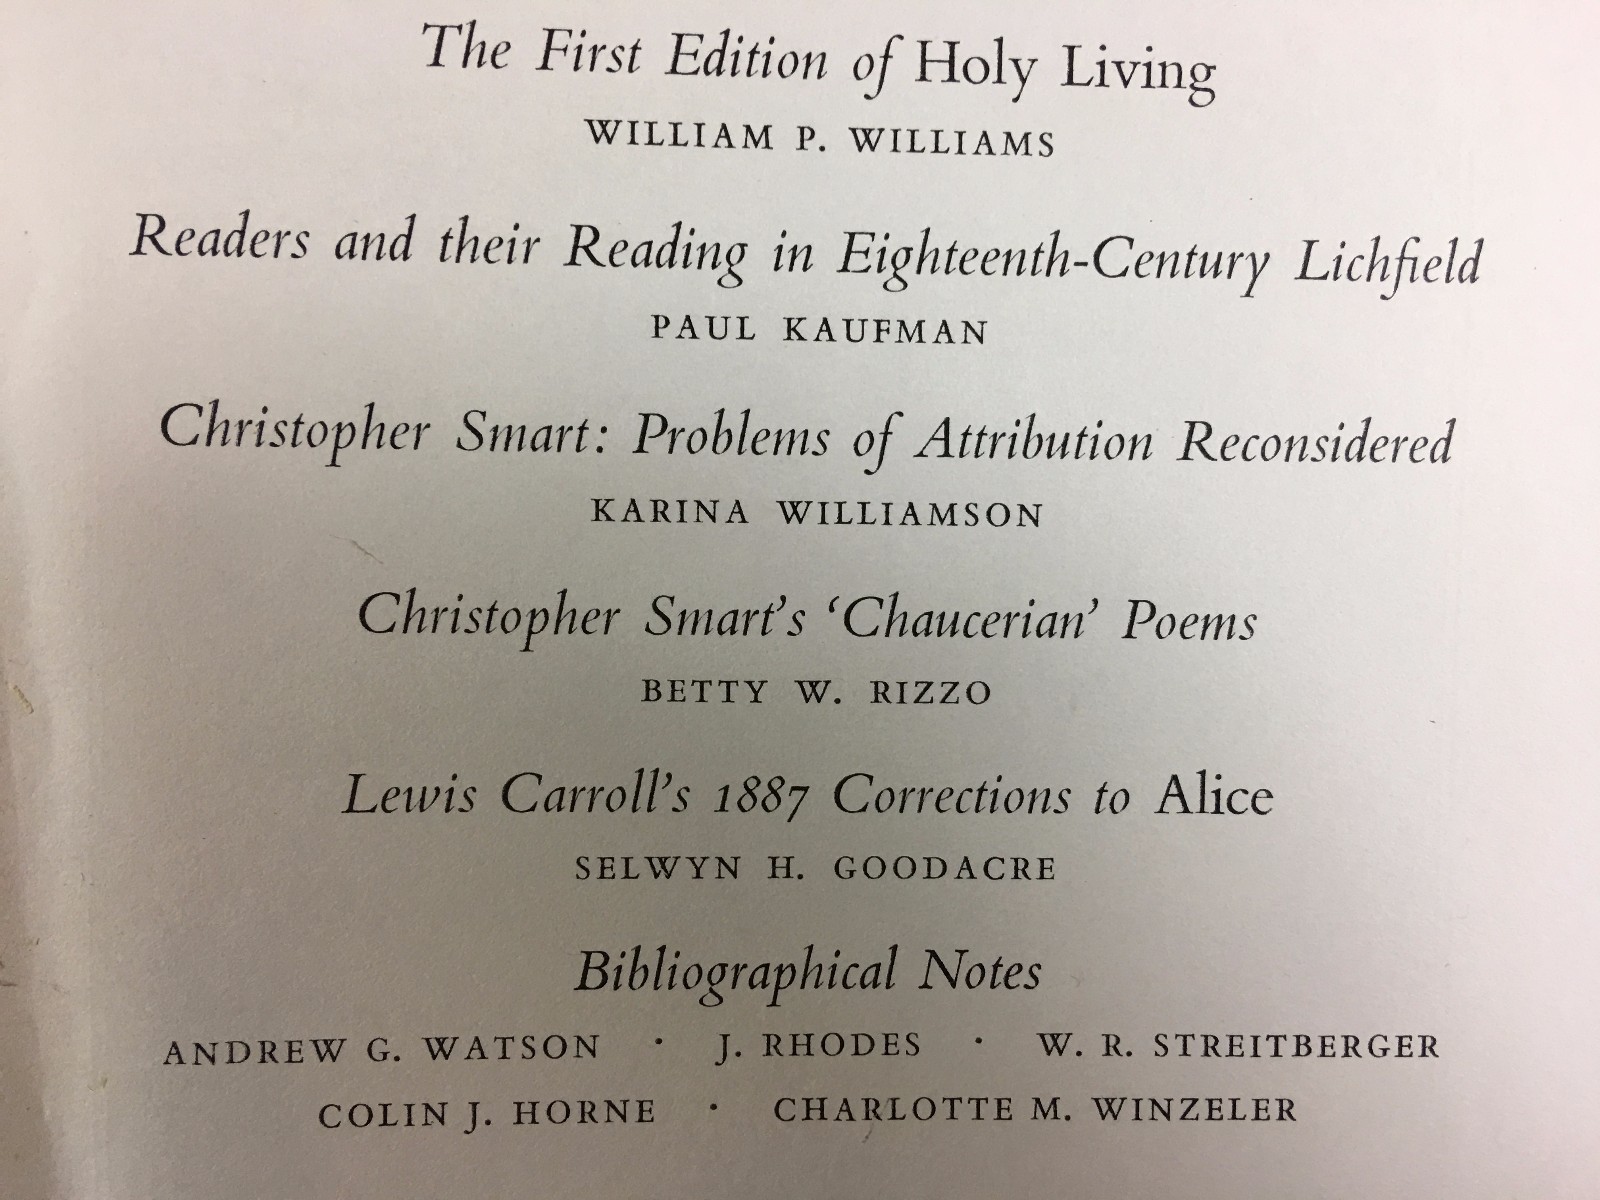 The First Edition of Holy Living
WILLIAM P. WILLIAMS
Readers and their Reading in Eighteenth-Century Lichfield
PAUL KAUFMAN
Christopher Smart: Problems of Attribution Reconsidered
KARINA WILLIAMSON
Christopher Smart's ‘Chaucerian’ Poems
BETTY W. RIZZO
Lewis Carroll's 1887 Corrections to Alice
SELWYN H. GOODACRE
Bibliographical Notes
ANDREW G. WATSON · J. RHODES · W. R. STREITBERGER
COLIN J. HORNE · CHARLOTTE M. WINZELER